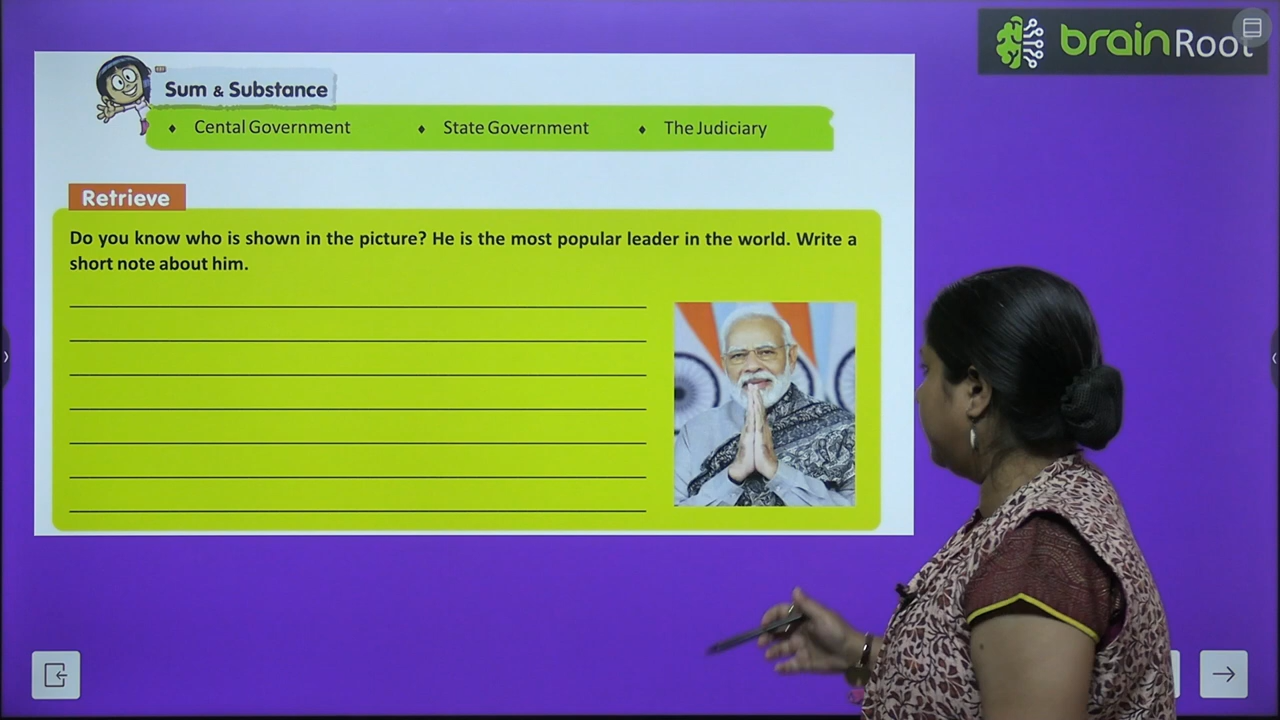 brainRoot
Sum & Substance
♦ Cental Government ♦ State Government ♦ The Judiciary
Retrieve
Do you know who is shown in the picture? He is the most popular leader in the world. Write a
short note about him.